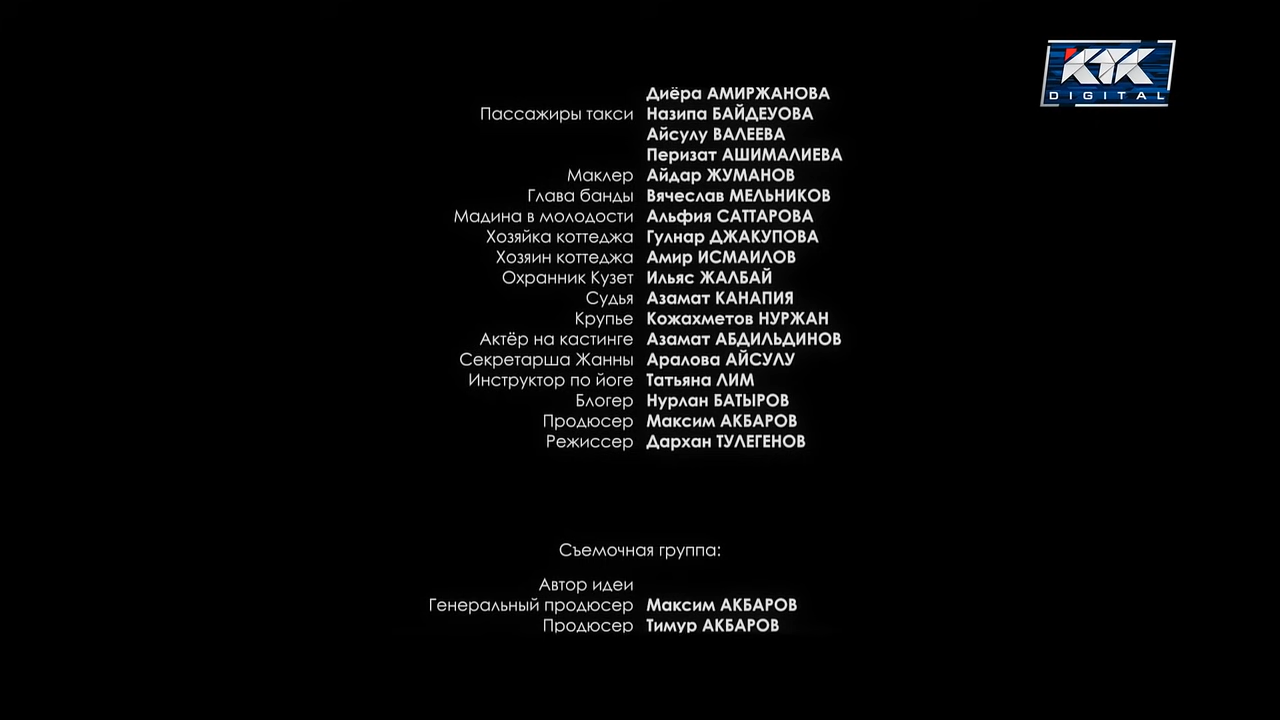 КТК
DIGITAL
Диёра АМИРЖАНОВА
Пассажиры такси Назипа БАЙДЕУОВА
Айсулу ВАЛЕЕВА
Перизат АШИМАЛИЕВА
Маклер Айдар ЖУМАНОВ
Глава банды Вячеслав МЕЛЬНИКОВ
Мадина в молодости Альфия САТТАРОВА
Хозяйка коттеджа Гулнар ДЖАКУПОВА
Хозяин коттеджа Амир ИСМАИЛОВ
Охранник Кузет Ильяс ЖАЛБАЙ
Судья Азамат КАНАПИЯ
Крупье Кожахметов НУРЖАН
Актёр на кастинге Азамат АБДИЛЬДИНОВ
Секретарша Жанны Аралова АЙСУЛУ
Инструктор по йоге Татьяна ЛИМ
Блогер Нурлан БАТЫРОВ
Продюсер Максим АКБАРОВ
Режиссер Дархан ТУЛЕГЕНОВ
Съемочная группа:
Автор идеи
Генеральный продюсер Максим АКБАРОВ
Продюсер Тимур АКБАРОВ